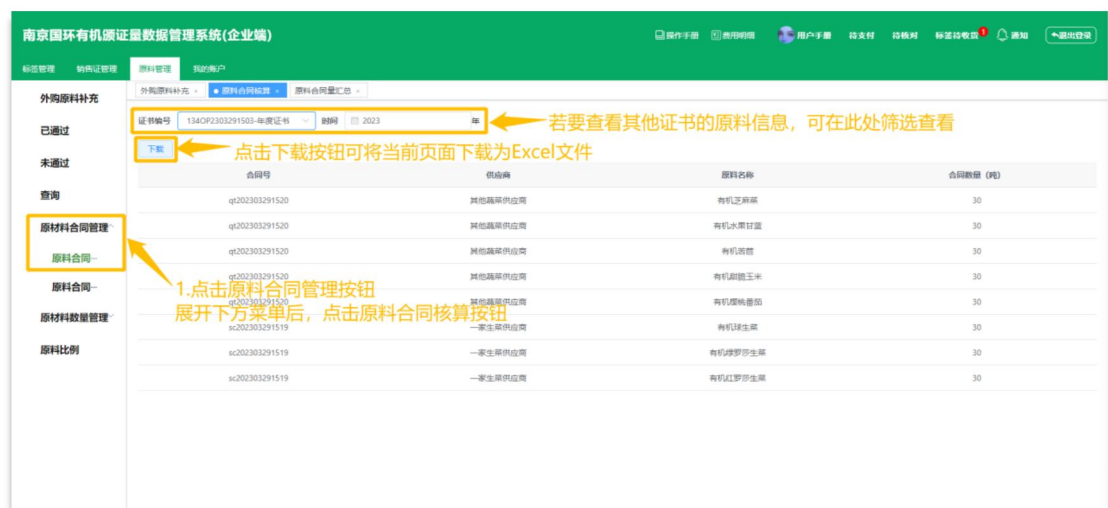 南京国环有机颁证量数据管理系统(企业端)
操作手册 费用明细 用户手册 待支付 待核对 标签待收货 1 通知 退出登录
标签管理 销售证管理 原料管理 我的账户
外购原料补充 × 原料合同核算 × 原料合同量汇总 ×
外购原料补充
已通过
未通过
查询
原材料合同管理
原料合同···
原料合同···
原材料数量管理
原料比例
证书编号 134OP2303291503-年度证书 时间 2023 年
若要查看其他证书的原料信息，可在此处筛选查看
下载
点击下载按钮可将当前页面下载为Excel文件
合同号 供应商 原料名称 合同数量（吨）
qt202303291520 其他蔬菜供应商 有机芝麻菜 30
qt202303291520 其他蔬菜供应商 有机水果甘蓝 30
qt202303291520 其他蔬菜供应商 有机苦苣 30
qt202303291520 其他蔬菜供应商 有机甜脆玉米 30
qt202303291520 其他蔬菜供应商 有机樱桃番茄 30
sc202303291519 一家生菜供应商 有机球生菜 30
sc202303291519 一家生菜供应商 有机绿罗莎生菜 30
sc202303291519 一家生菜供应商 有机红罗莎生菜 30
1.点击原料合同管理按钮
展开下方菜单后，点击原料合同核算按钮